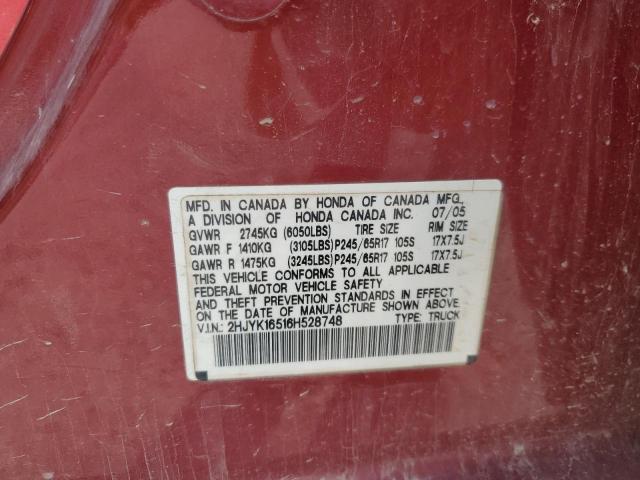 MFD. IN CANADA BY HONDA OF CANADA MFG.,
A DIVISION OF HONDA CANADA INC. 07/05
GVWR 2745KG (6050LBS) TIRE SIZE RIM SIZE
GAWR F 1410KG (3105LBS)P245/65R17 105S 17X7.5J
GAWR R 1475KG (3245LBS)P245/65R17 105S 17X7.5J
THIS VEHICLE CONFORMS TO ALL APPLICABLE
FEDERAL MOTOR VEHICLE SAFETY
AND THEFT PREVENTION STANDARDS IN EFFECT
ON THE DATE OF MANUFACTURE SHOWN ABOVE.
V.I.N.: 2HJYK16516H528748 TYPE: TRUCK